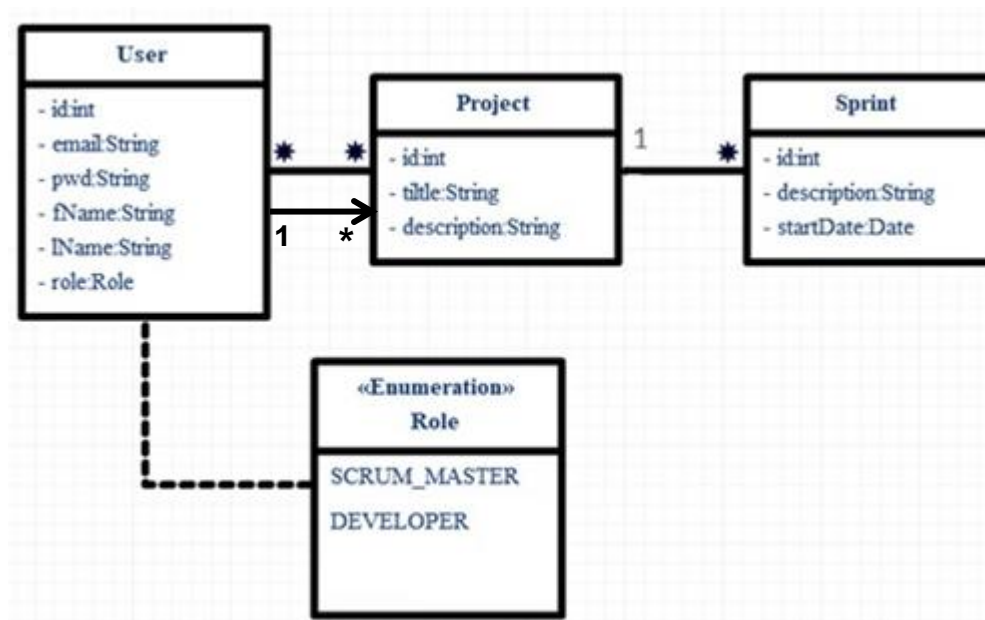 User
- id:int
- email:String
- pwd:String
- fName:String
- lName:String
- role:Role
* *
1 *
Project
- id:int
- tiltle:String
- description:String
1 *
Sprint
- id:int
- description:String
- startDate:Date
«Enumeration»
Role
SCRUM_MASTER
DEVELOPER